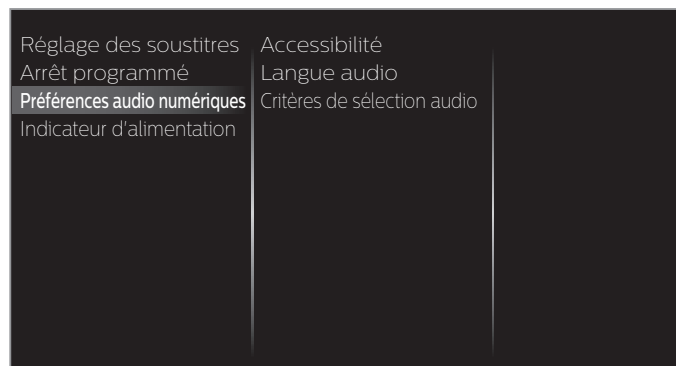 Réglage des soustitres
Arrêt programmé
Préférences audio numériques
Indicateur d'alimentation
Accessibilité
Langue audio
Critères de sélection audio